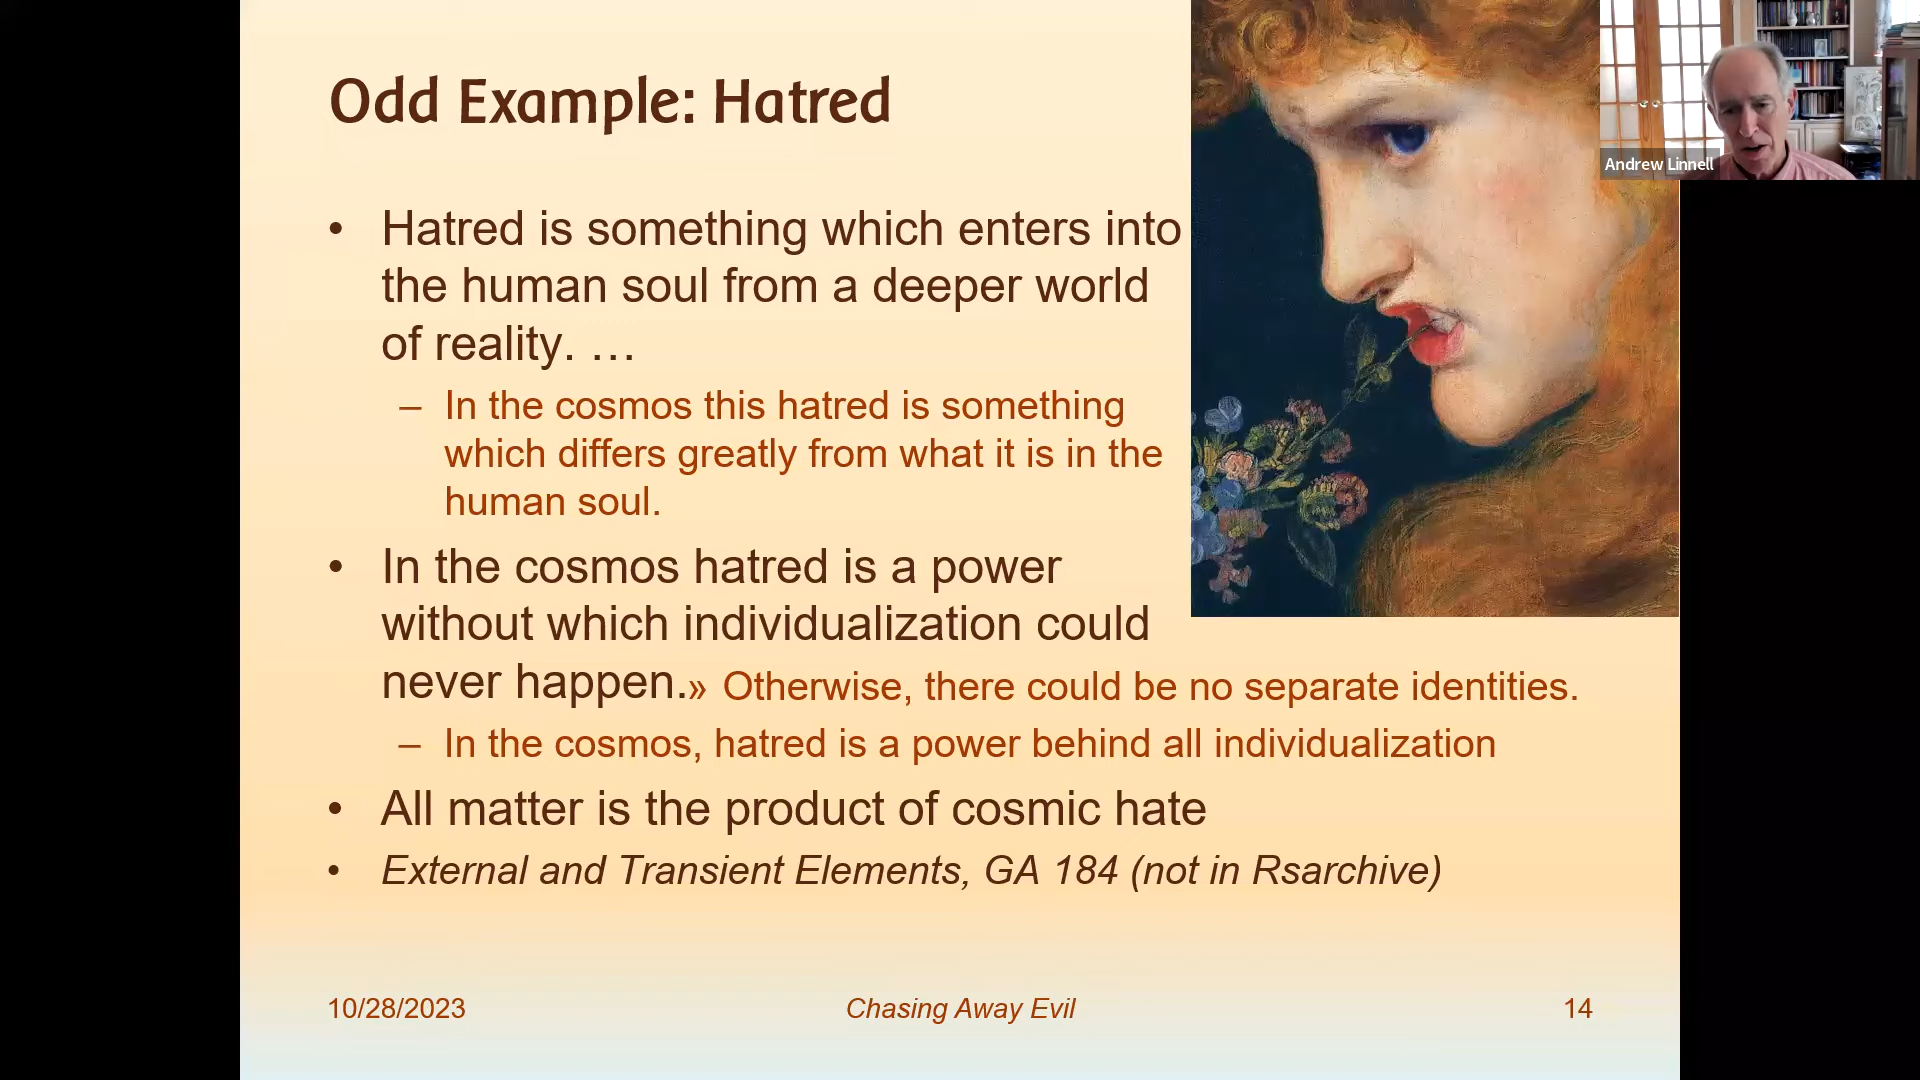 Odd Example: Hatred
Andrew Linnell
• Hatred is something which enters into
the human soul from a deeper world
of reality. …
– In the cosmos this hatred is something
which differs greatly from what it is in the
human soul.
• In the cosmos hatred is a power
without which individualization could
never happen.» Otherwise, there could be no separate identities.
– In the cosmos, hatred is a power behind all individualization
• All matter is the product of cosmic hate
• External and Transient Elements, GA 184 (not in Rsarchive)
10/28/2023
Chasing Away Evil
14